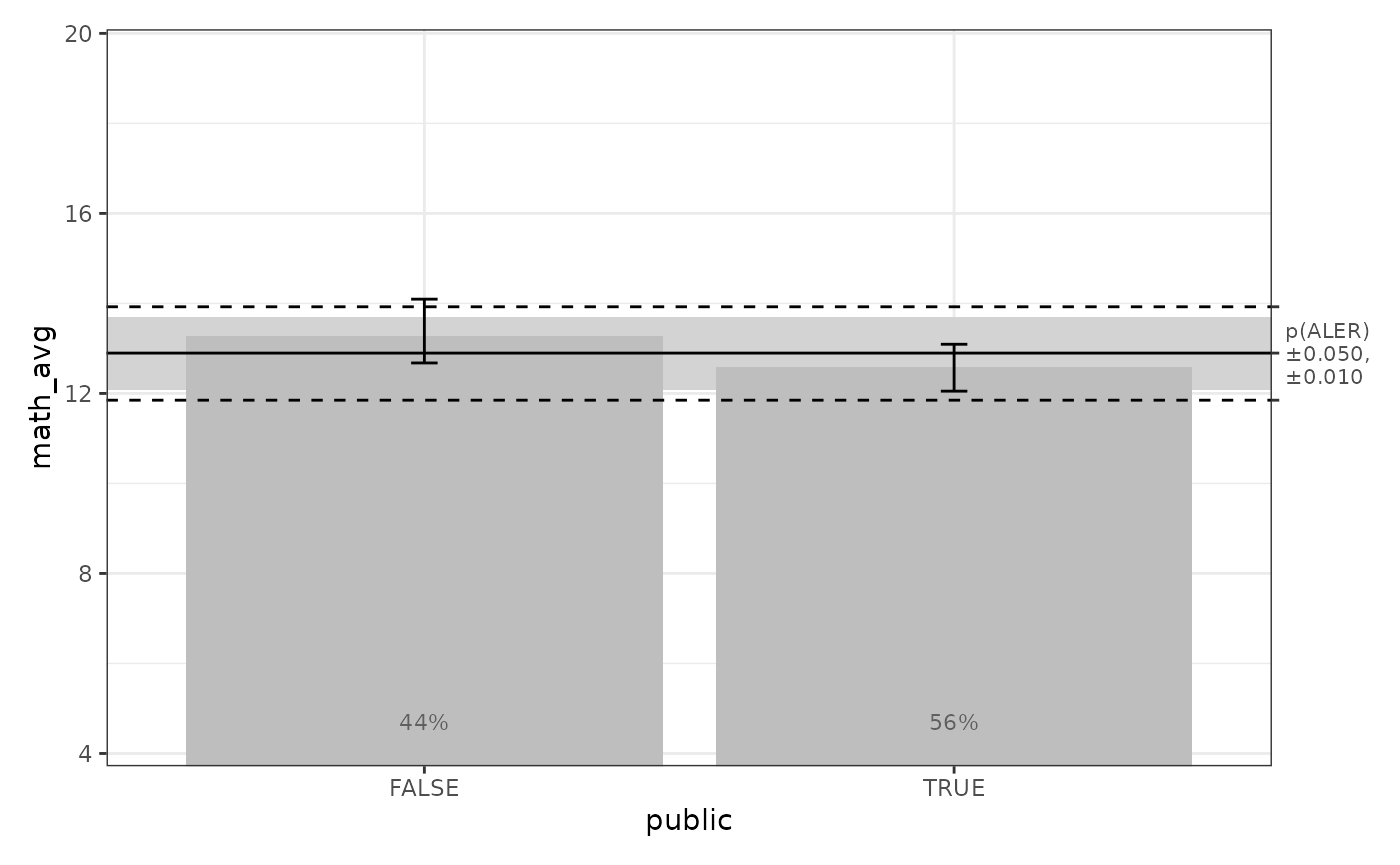 20
16
12
8
4
math_avg
44%
56%
FALSE
TRUE
public
p(ALER)
±0.050,
±0.010